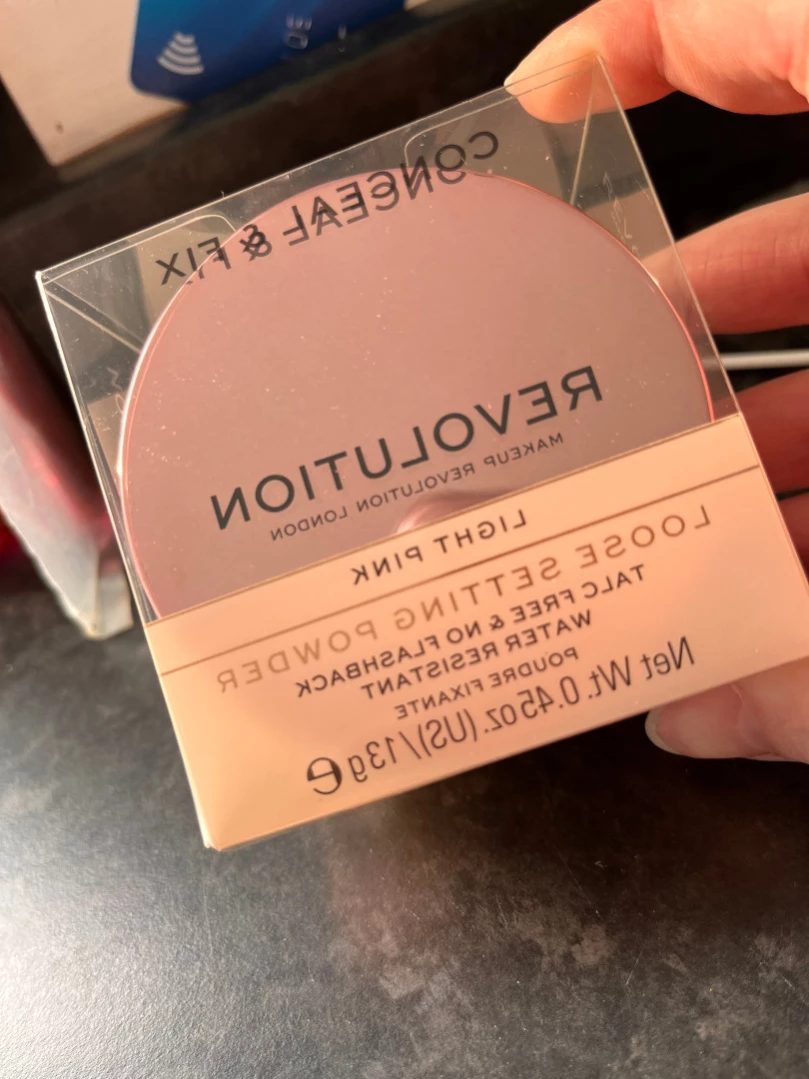 CONCEAL & FIX
REVOLUTION
MAKEUP REVOLUTION LONDON
LIGHT PINK
LOOSE SETTING POWDER
TALC FREE & NO FLASHBACK
WATER RESISTANT
POUDRE FIXANTE
Net Wt. 0.45oz. (US)/13g e